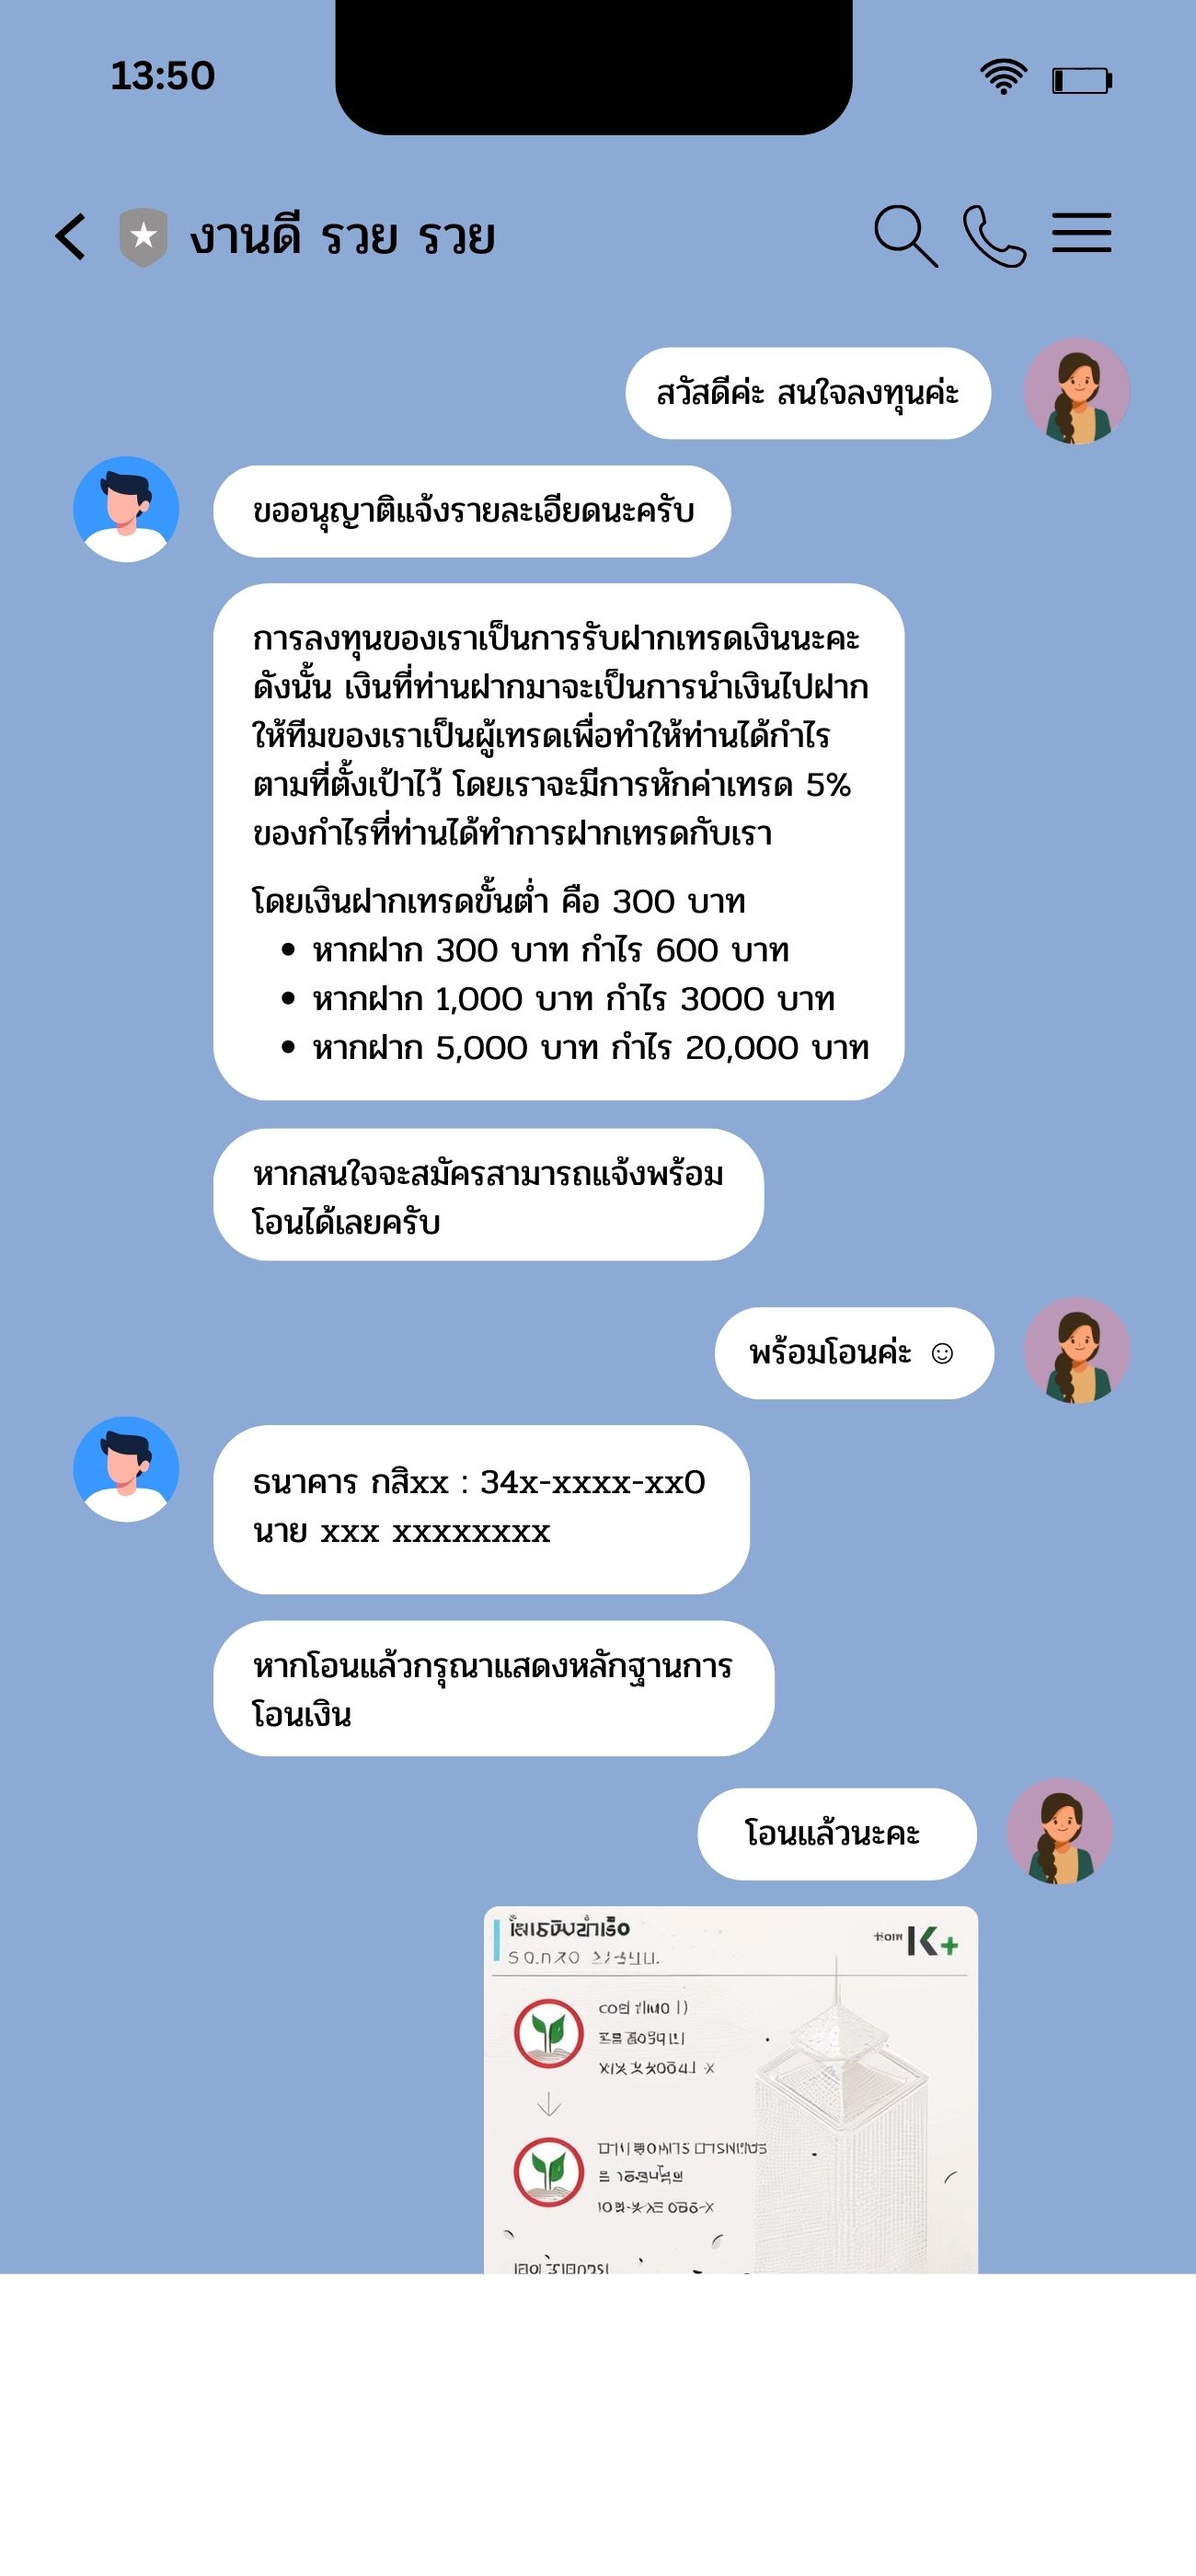 13:50
งานดี รวย รวย
สวัสดีค่ะ สนใจลงทุนค่ะ
ขออนุญาติแจ้งรายละเอียดนะครับ
การลงทุนของเราเป็นการรับฝากเทรดเงินนะคะ
ดังนั้น เงินที่ท่านฝากมาจะเป็นการนำเงินไปฝาก
ให้ทีมของเราเป็นผู้เทรดเพื่อทำให้ท่านได้กำไร
ตามที่ตั้งเป้าไว้ โดยเราจะมีการหักค่าเทรด 5%
ของกำไรที่ท่านได้ทำการฝากเทรดกับเรา
โดยเงินฝากเทรดขั้นต่ำ คือ 300 บาท
• หากฝาก 300 บาท กำไร 600 บาท
• หากฝาก 1,000 บาท กำไร 3000 บาท
• หากฝาก 5,000 บาท กำไร 20,000 บาท
หากสนใจจะสมัครสามารถแจ้งพร้อม
โอนได้เลยครับ
พร้อมโอนค่ะ ☺
ธนาคาร กสิxx : 34x-xxxx-xx0
นาย xxx xxxxxxxx
หากโอนแล้วกรุณาแสดงหลักฐานการ
โอนเงิน
โอนแล้วนะคะ
K+